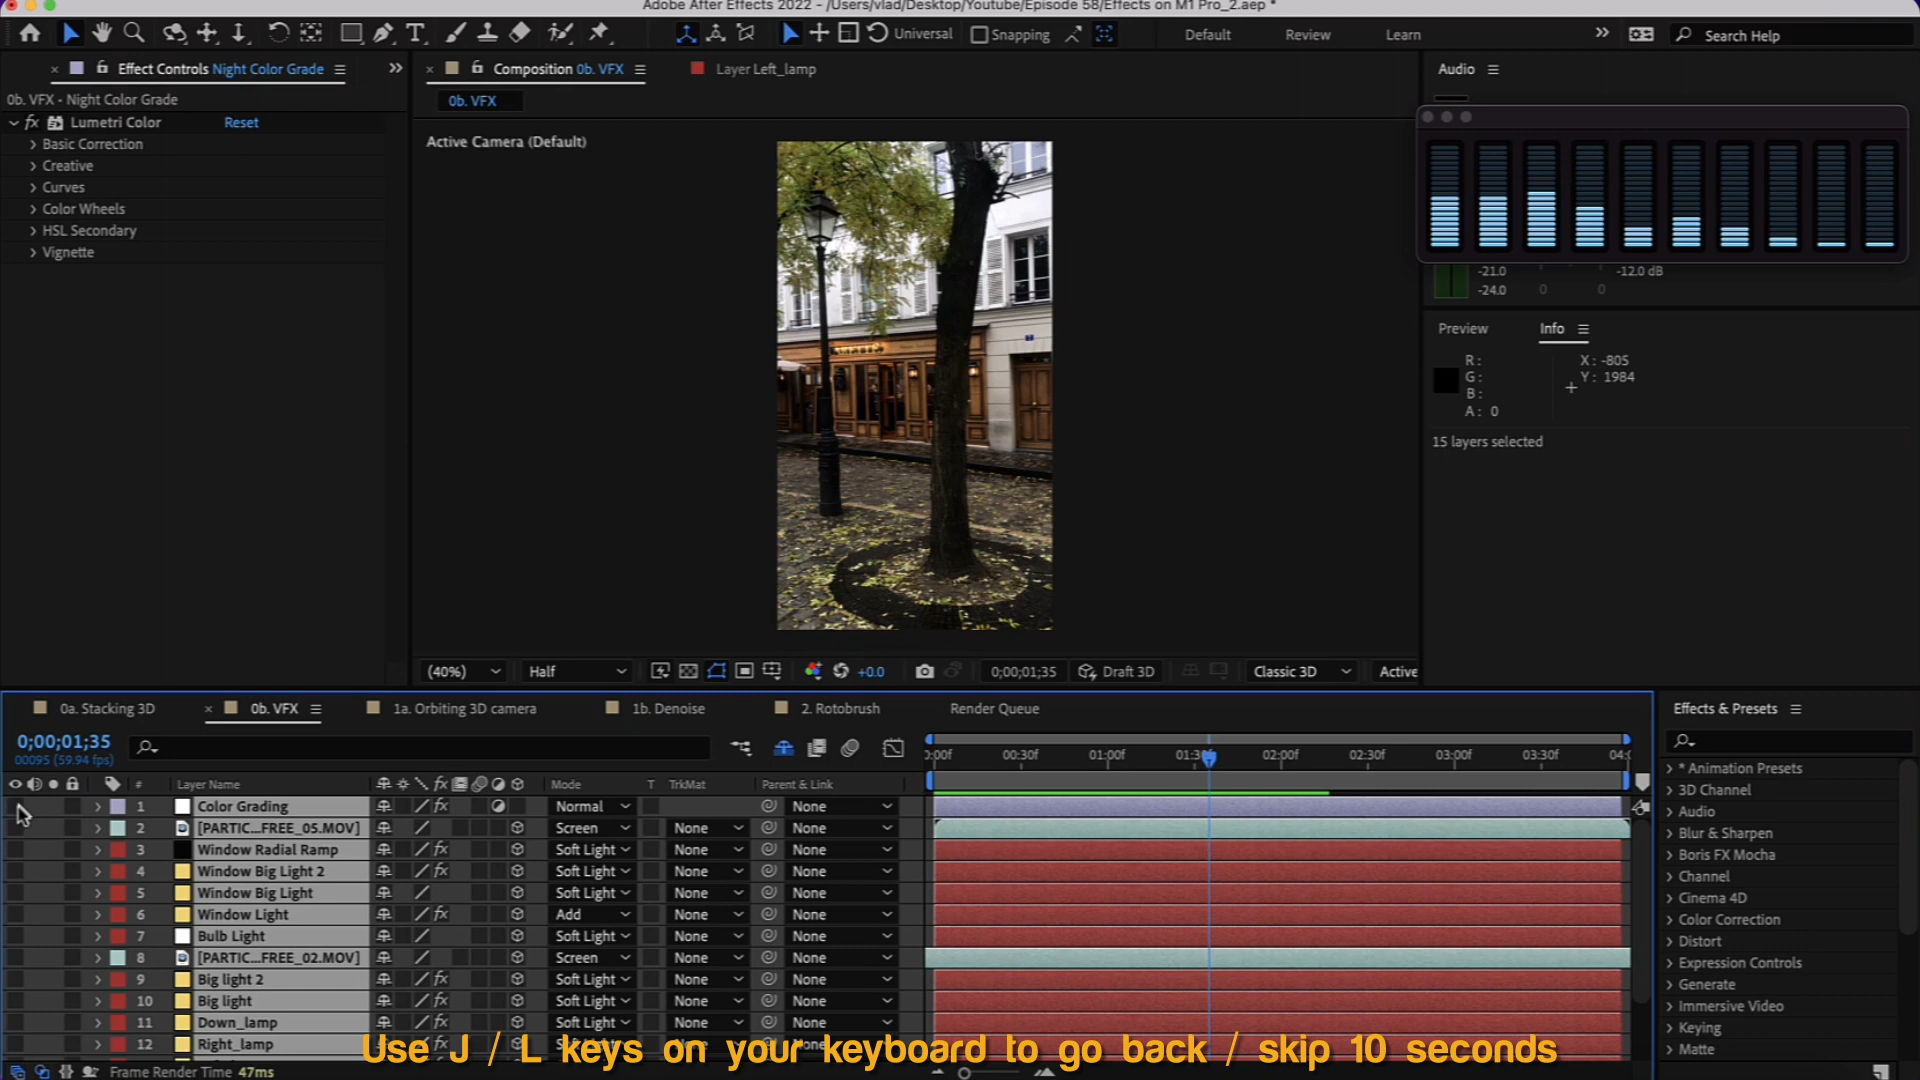 Adobe After Effects 2022 - /Users/vlad/Desktop/Youtube/Episode 58/Effects on M1 Pro_2.aep *
Universal
Snapping
Default
Review
Learn
Search Help
Effect Controls Night Color Grade
0b. VFX - Night Color Grade
fx Lumetri Color Reset
Basic Correction
Creative
Curves
Color Wheels
HSL Secondary
Vignette
Composition 0b. VFX
Layer Left_lamp
0b. VFX
Active Camera (Default)
Audio
-21.0 -12.0 dB
-24.0 0 0
Preview Info
R :
G :
B :
A : 0
X : -805
Y : 1984
15 layers selected
(40%) Half +0.0 0;00;01;35 Draft 3D Classic 3D Active
0a. Stacking 3D 0b. VFX 1a. Orbiting 3D camera 1b. Denoise 2. Rotobrush Render Queue
0;00;01;35
00095 (59.94 fps)
:00f 00:30f 01:00f 01:30f 02:00f 02:30f 03:00f 03:30f 04:0
# Layer Name fx Mode T TrkMat Parent & Link
1 Color Grading fx Normal None
2 [PARTIC...FREE_05.MOV] Screen None None
3 Window Radial Ramp fx Soft Light None None
4 Window Big Light 2 fx Soft Light None None
5 Window Big Light Soft Light None None
6 Window Light fx Add None None
7 Bulb Light Soft Light None None
8 [PARTIC...FREE_02.MOV] Screen None None
9 Big light 2 fx Soft Light None None
10 Big light fx Soft Light None None
11 Down_lamp fx Soft Light None None
12 Right_lamp
Use J / L keys on your keyboard to go back / skip 10 seconds
Frame Render Time 47ms
Effects & Presets
* Animation Presets
3D Channel
Audio
Blur & Sharpen
Boris FX Mocha
Channel
Cinema 4D
Color Correction
Distort
Expression Controls
Generate
Immersive Video
Keying
Matte